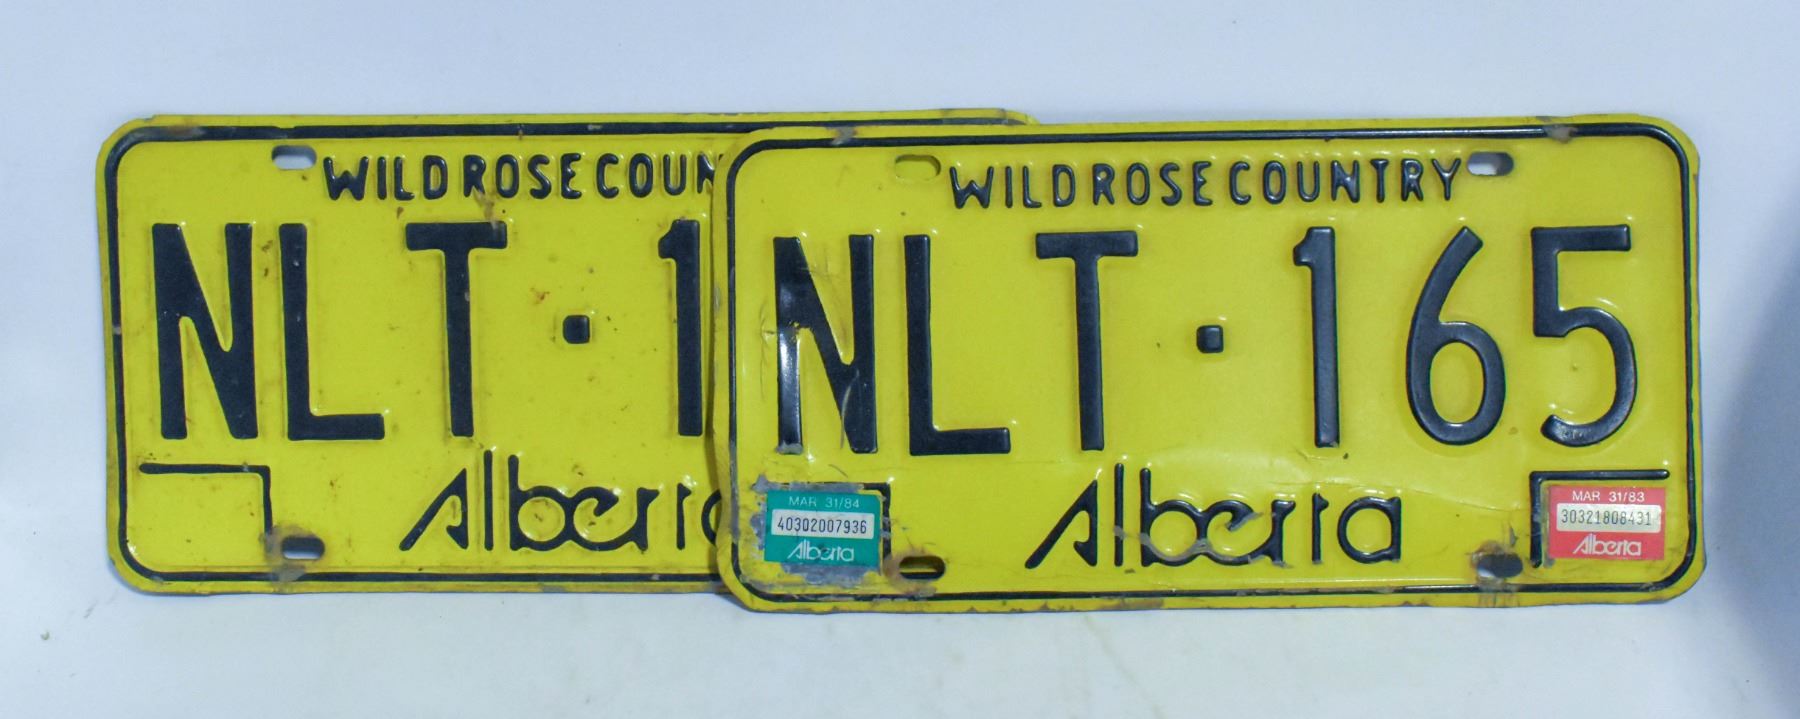 WILD ROSE COUN
NLT·1
Alberta
WILD ROSE COUNTRY
NLT·165
Alberta
MAR 31/84
40302007936
Alberta
MAR 31/83
30321808431
Alberta